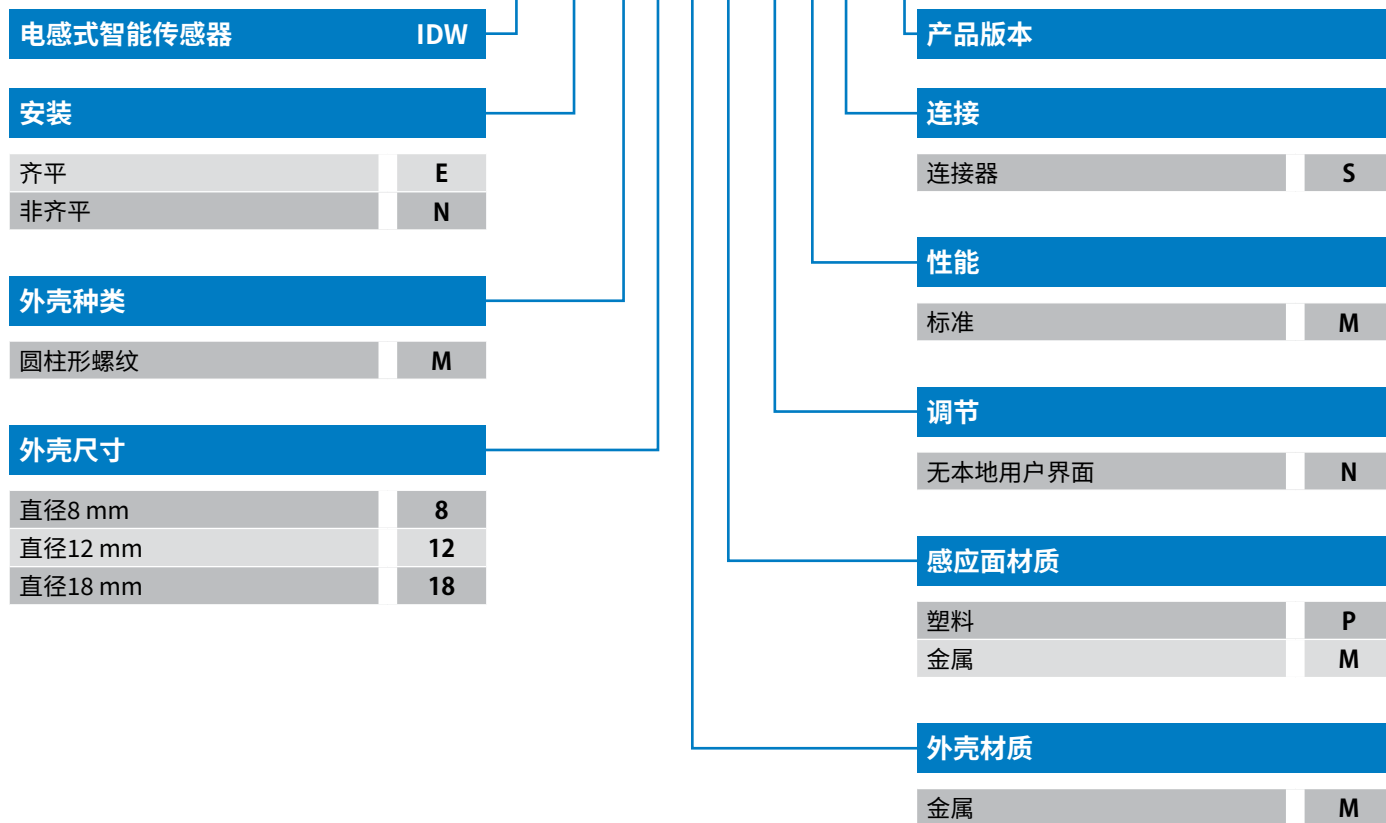 电感式智能传感器 IDW
安装
齐平 E
非齐平 N
外壳种类
圆柱形螺纹 M
外壳尺寸
直径8 mm 8
直径12 mm 12
直径18 mm 18
产品版本
连接
连接器 S
性能
标准 M
调节
无本地用户界面 N
感应面材质
塑料 P
金属 M
外壳材质
金属 M